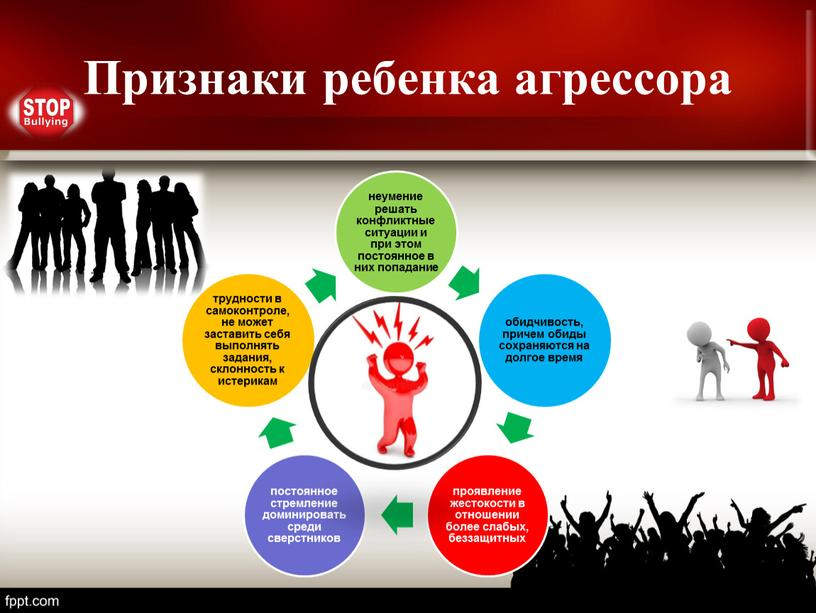 Признаки ребенка агрессора
STOP
Bullying
неумение
решать
конфликтные
ситуации и
при этом
постоянное в
них попадание
обидчивость,
причем обиды
сохраняются на
долгое время
проявление
жестокости в
отношении
более слабых,
беззащитных
постоянное
стремление
доминировать
среди
сверстников
трудности в
самоконтроле,
не может
заставить себя
выполнять
задания,
склонность к
истерикам
fppt.com